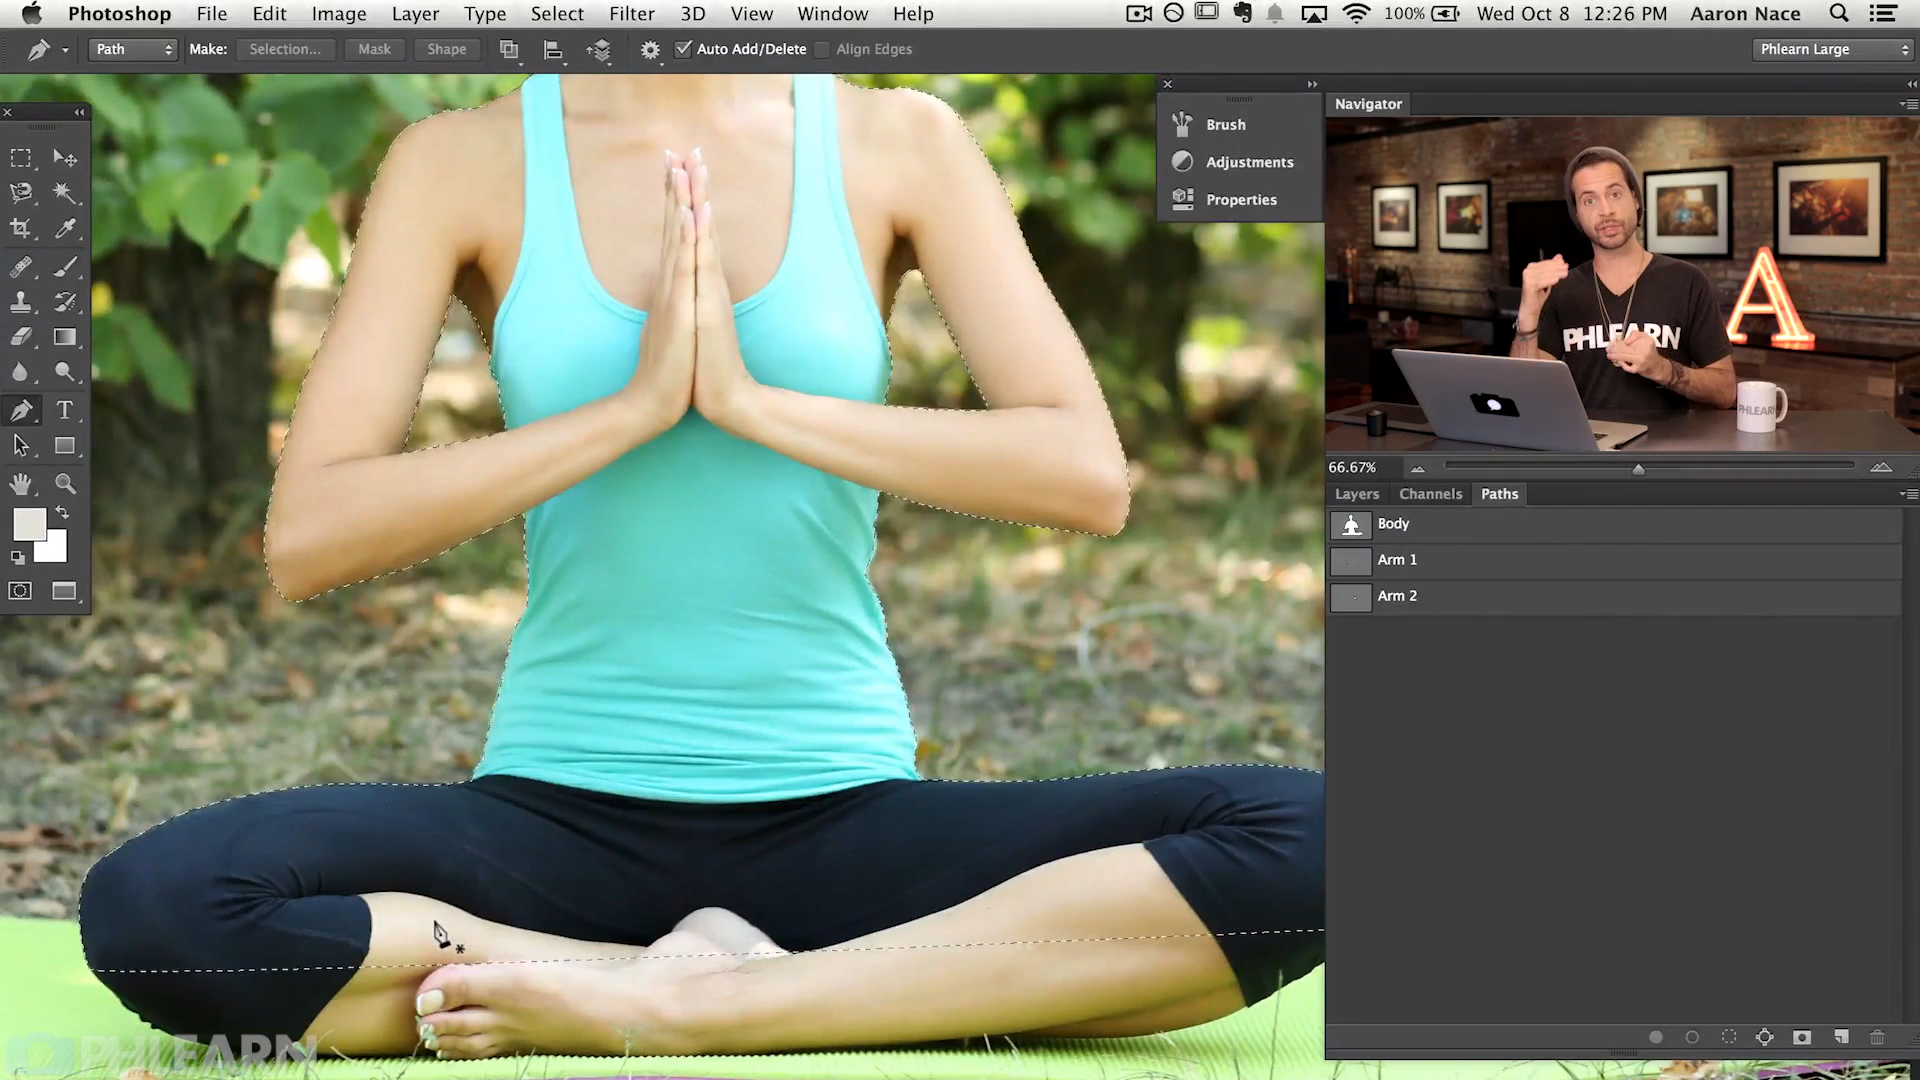 Photoshop File Edit Image Layer Type Select Filter 3D View Window Help 100% Wed Oct 8 12:26 PM Aaron Nace
Path Make: Selection... Mask Shape Auto Add/Delete Align Edges Phlearn Large
Navigator
Brush
Adjustments
Properties
A
PHLEARN
PHLEARN
T
66.67%
Layers Channels Paths
Body
Arm 1
Arm 2
PHLEARN